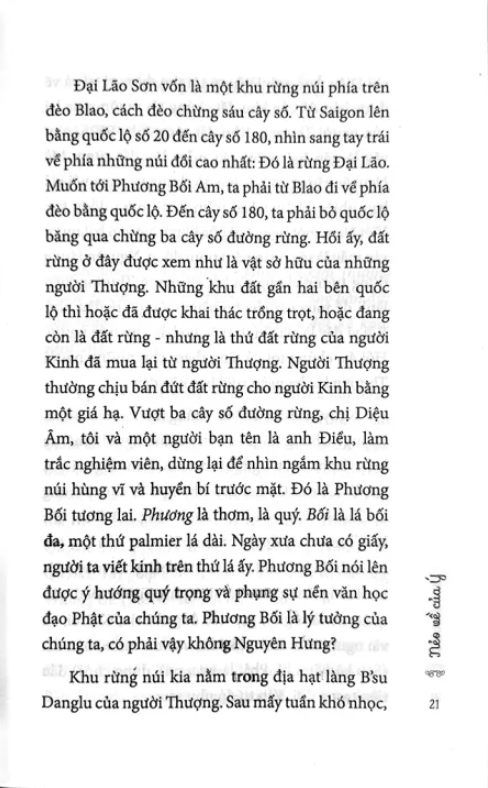 Đại Lão Sơn vốn là một khu rừng núi phía trên
đèo Blao, cách đèo chừng sáu cây số. Từ Saigon lên
bằng quốc lộ số 20 đến cây số 180, nhìn sang tay trái
về phía những núi đồi cao nhất: Đó là rừng Đại Lão.
Muốn tới Phương Bối Am, ta phải từ Blao đi về phía
đèo bằng quốc lộ. Đến cây số 180, ta phải bỏ quốc lộ
băng qua chừng ba cây số đường rừng. Hồi ấy, đất
rừng ở đây được xem như là vật sở hữu của những
người Thượng. Những khu đất gần hai bên quốc
lộ thì hoặc đã được khai thác trồng trọt, hoặc đang
còn là đất rừng - nhưng là thứ đất rừng của người
Kinh đã mua lại từ người Thượng. Người Thượng
thường chịu bán đứt đất rừng cho người Kinh bằng
một giá hạ. Vượt ba cây số đường rừng, chị Diệu
Âm, tôi và một người bạn tên là anh Điều, làm
trắc nghiệm viên, dừng lại để nhìn ngắm khu rừng
núi hùng vĩ và huyền bí trước mặt. Đó là Phương
Bối tương lai. Phương là thơm, là quý. Bối là lá bối
đa, một thứ palmier lá dài. Ngày xưa chưa có giấy,
người ta viết kinh trên thứ lá ấy. Phương Bối nói lên
được ý hướng quý trọng và phụng sự nền văn học
đạo Phật của chúng ta. Phương Bối là lý tưởng của
chúng ta, có phải vậy không Nguyên Hưng?
Khu rừng núi kia nằm trong địa hạt làng B'su
Danglu của người Thượng. Sau mấy tuần khó nhọc,
Nẻo về của Ý
21